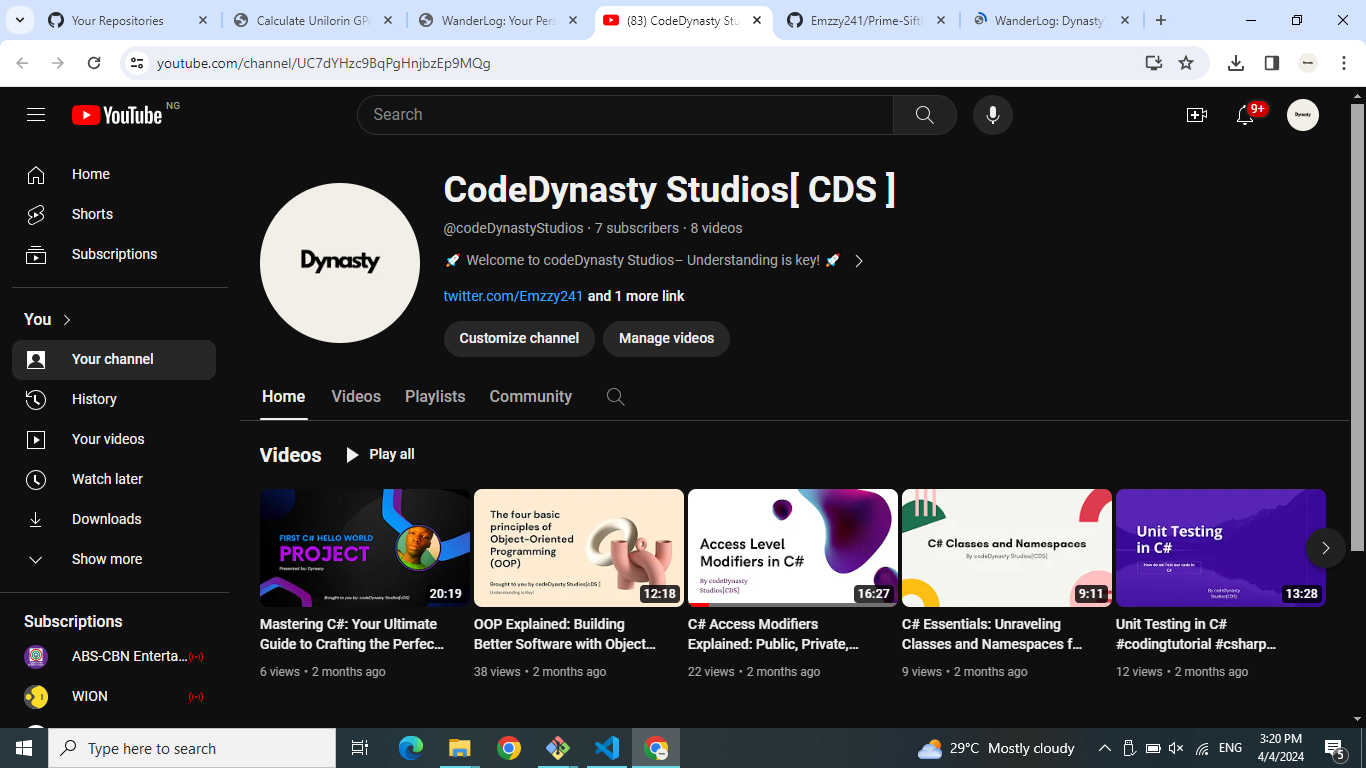 Your Repositories
Calculate Unilorin GPA
WanderLog: Your Pers
(83) CodeDynasty Stu
Emzzy241/Prime-Sifti
WanderLog: Dynasty'
youtube.com/channel/UC7dYHzc9BqPgHnjbzEp9MQg
YouTube NG
Search
9+
Dynasty
Home
Shorts
Subscriptions
You
Your channel
History
Your videos
Watch later
Downloads
Show more
Subscriptions
ABS-CBN Enterta...
WION
Dynasty
CodeDynasty Studios[ CDS ]
@codeDynastyStudios · 7 subscribers · 8 videos
🚀 Welcome to codeDynasty Studios– Understanding is key! 🚀
twitter.com/Emzzy241 and 1 more link
Customize channel
Manage videos
Home
Videos
Playlists
Community
Videos
Play all
FIRST C# HELLO WORLD
PROJECT
Presented by: Dynasty
Brought to you by: codeDynasty Studios[CDS]
20:19
Mastering C#: Your Ultimate
Guide to Crafting the Perfec...
6 views • 2 months ago
The four basic
principles of
Object-Oriented
Programming
(OOP)
Brought to you by codeDyasty Studios[CDS ]
Understanding is Key!
12:18
OOP Explained: Building
Better Software with Object...
38 views • 2 months ago
Access Level
Modifiers in C#
By codeDynasty
Studios[CDS]
16:27
C# Access Modifiers
Explained: Public, Private,...
22 views • 2 months ago
C# Classes and Namespaces
By codeDynasty Studios[CDS]
9:11
C# Essentials: Unraveling
Classes and Namespaces f...
9 views • 2 months ago
Unit Testing
in C#
How do we Test our code in
C#
By codeDynasty
Studios[CDS]
13:28
Unit Testing in C#
#codingtutorial #csharp...
12 views • 2 months ago
Type here to search
29°C Mostly cloudy
ENG
3:20 PM
4/4/2024
5